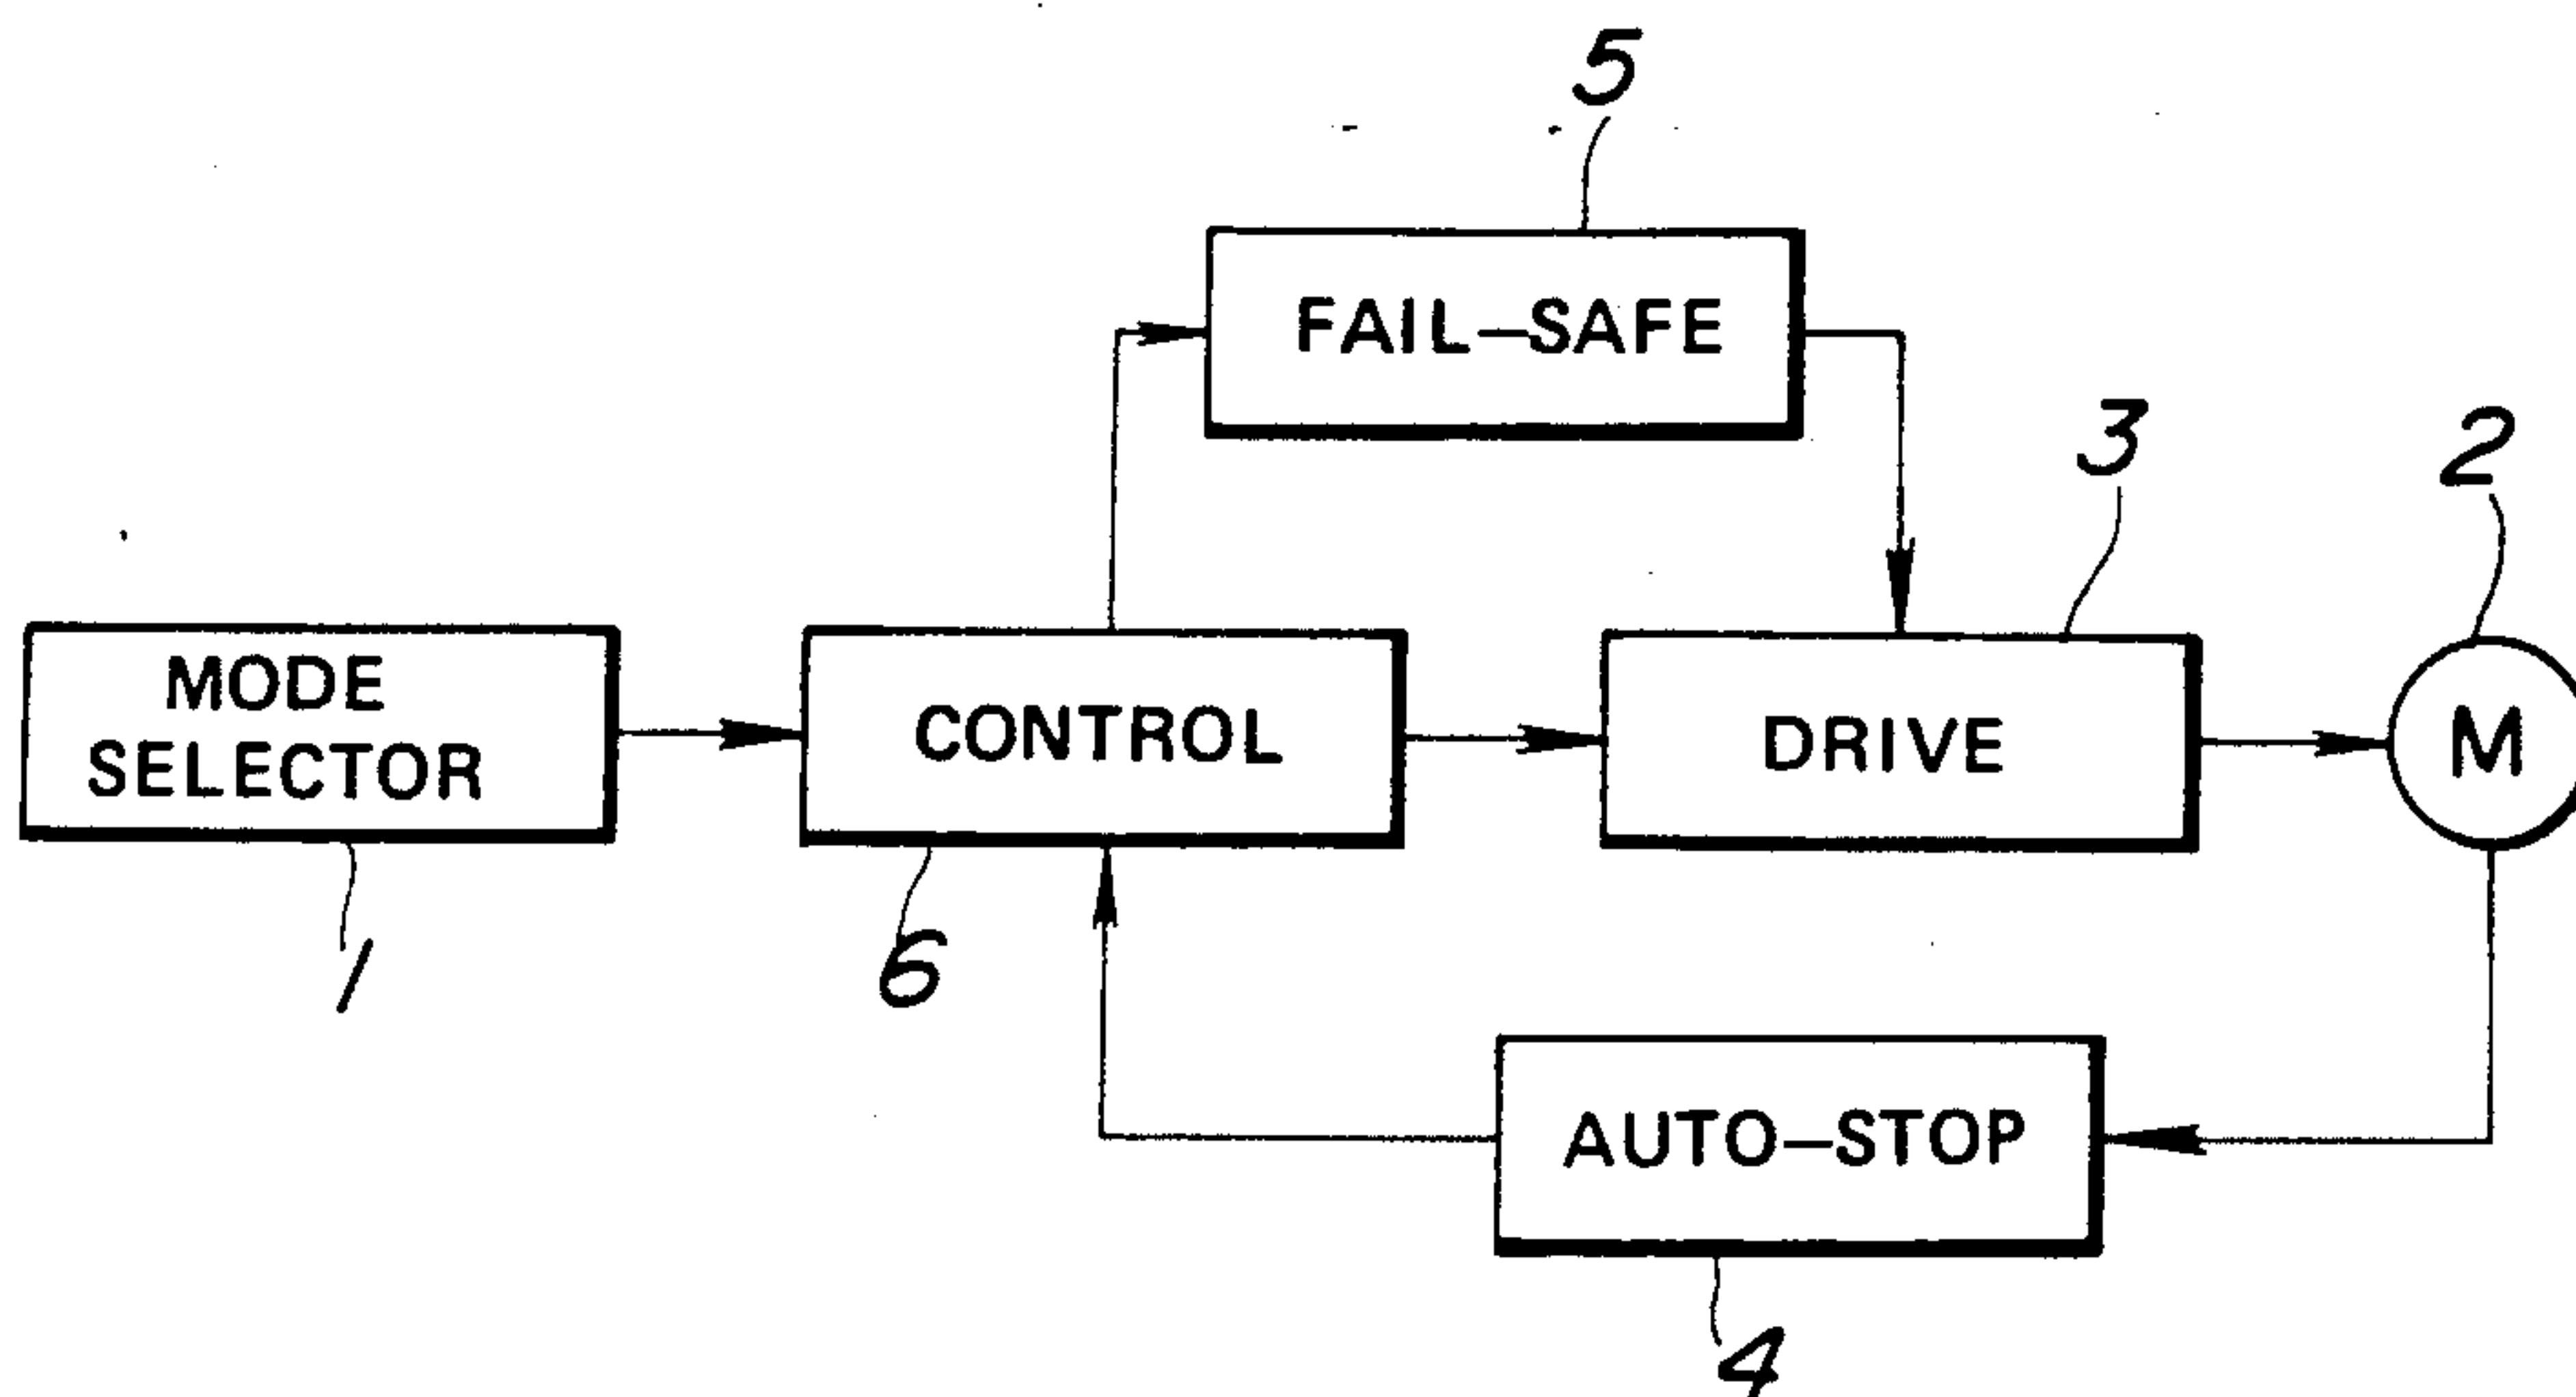 5
FAIL–SAFE
3
2
MODE
SELECTOR
CONTROL
DRIVE
M
1
6
AUTO–STOP
4